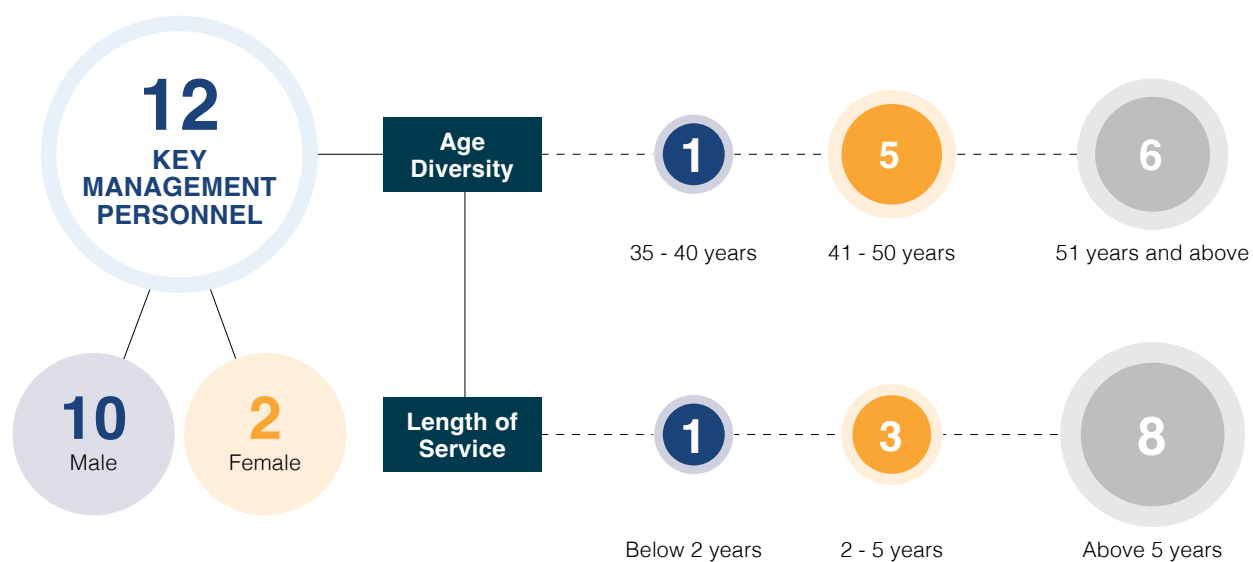 12
KEY
MANAGEMENT
PERSONNEL
10
Male
2
Female
Age
Diversity
1
5
6
35 - 40 years
41 - 50 years
51 years and above
Length of
Service
1
3
8
Below 2 years
2 - 5 years
Above 5 years